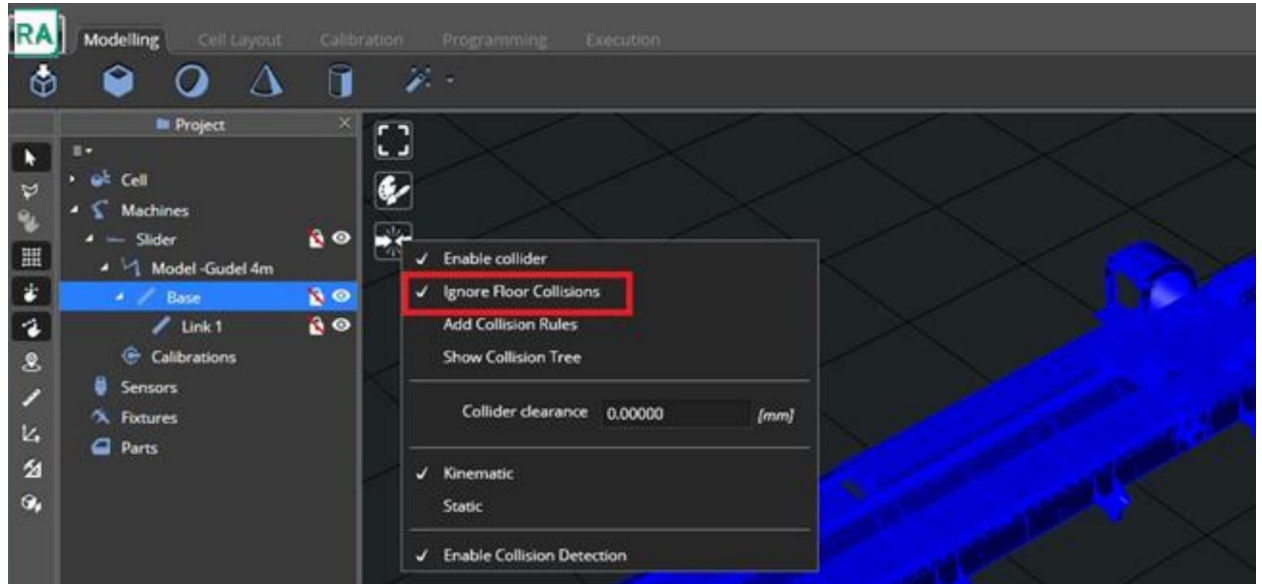 RA
Modelling Cell Layout Calibration Programming Execution
Project
Cell
Machines
Slider
Model -Gudel 4m
Base
Link 1
Calibrations
Sensors
Fixtures
Parts
Enable collider
Ignore Floor Collisions
Add Collision Rules
Show Collision Tree
Collider clearance 0.00000 [mm]
Kinematic
Static
Enable Collision Detection